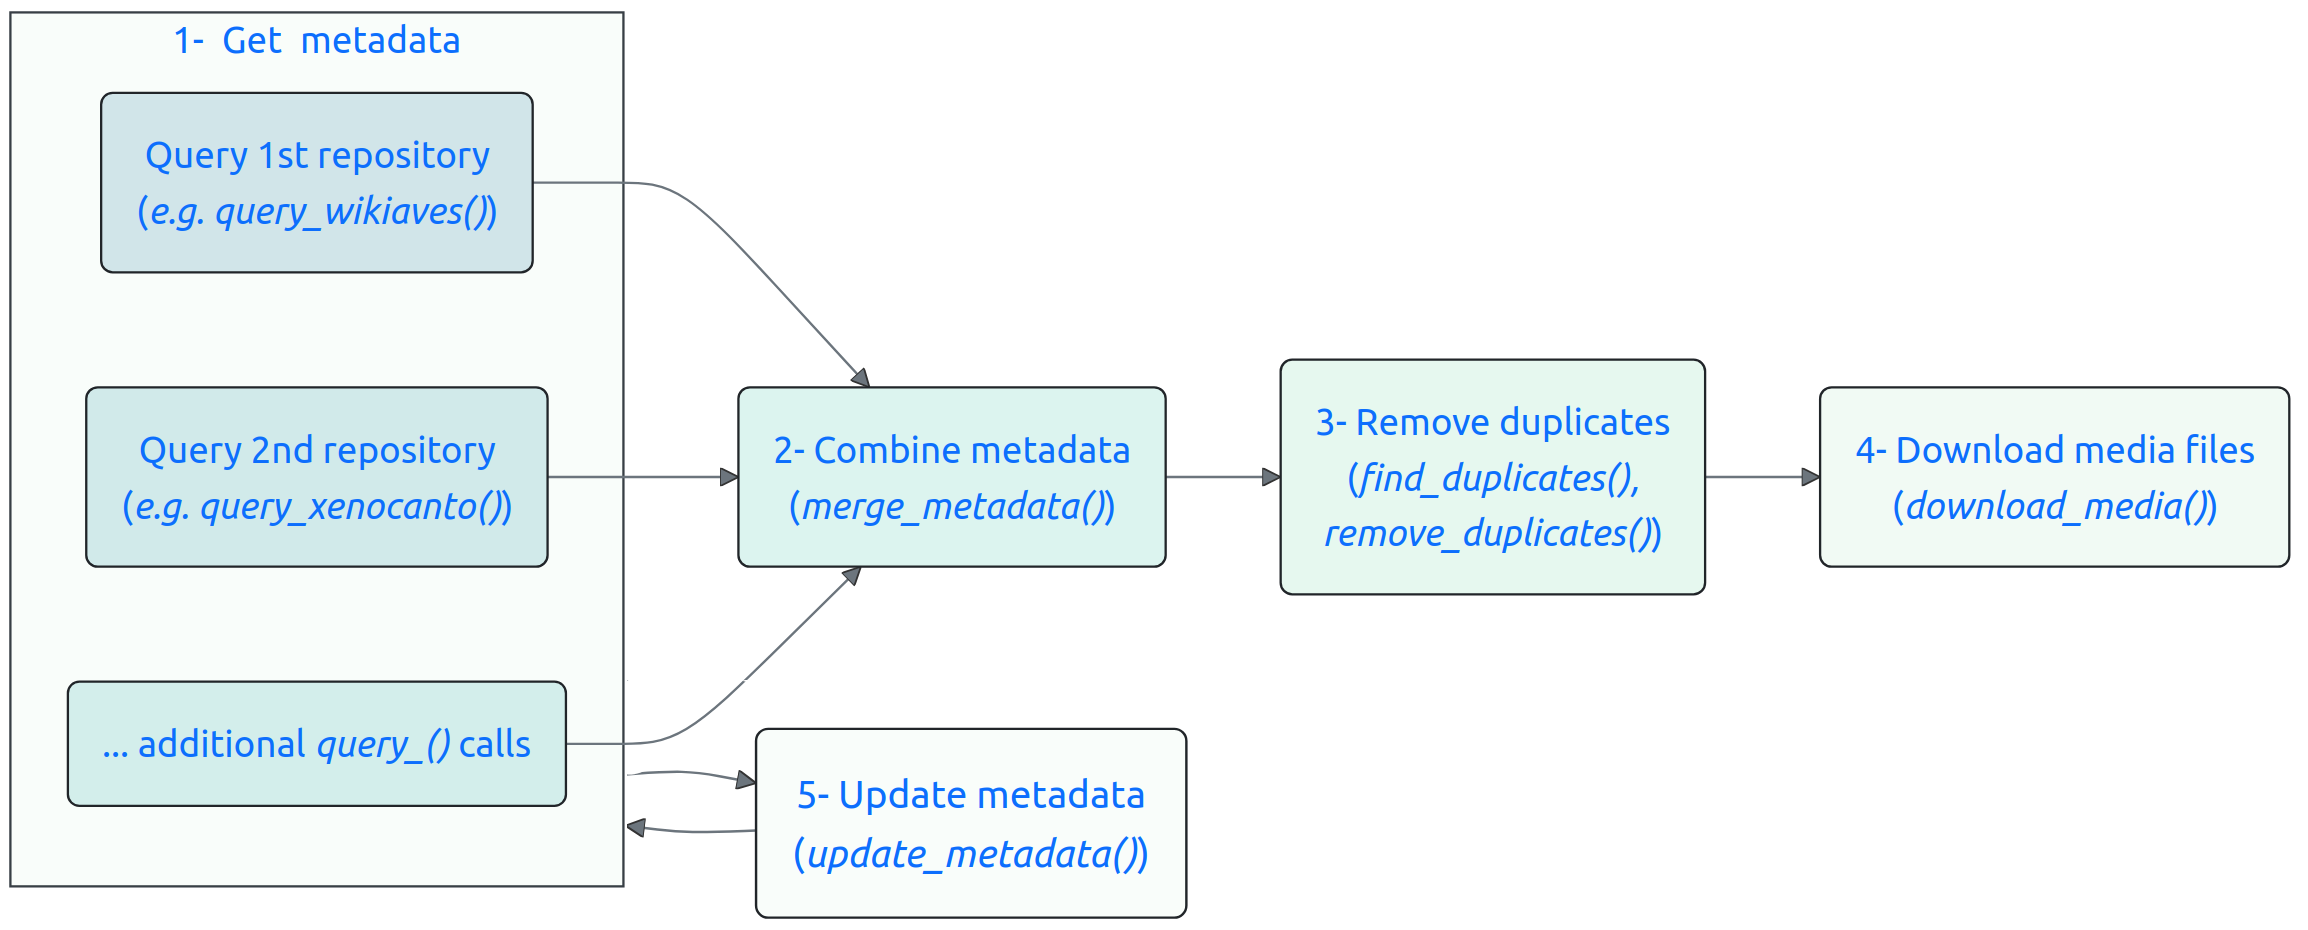 1- Get metadata
Query 1st repository
(e.g. query_wikiaves())
Query 2nd repository
(e.g. query_xenocanto())
... additional query_() calls
2- Combine metadata
(merge_metadata())
3- Remove duplicates
(find_duplicates(),
remove_duplicates())
4- Download media files
(download_media())
5- Update metadata
(update_metadata())